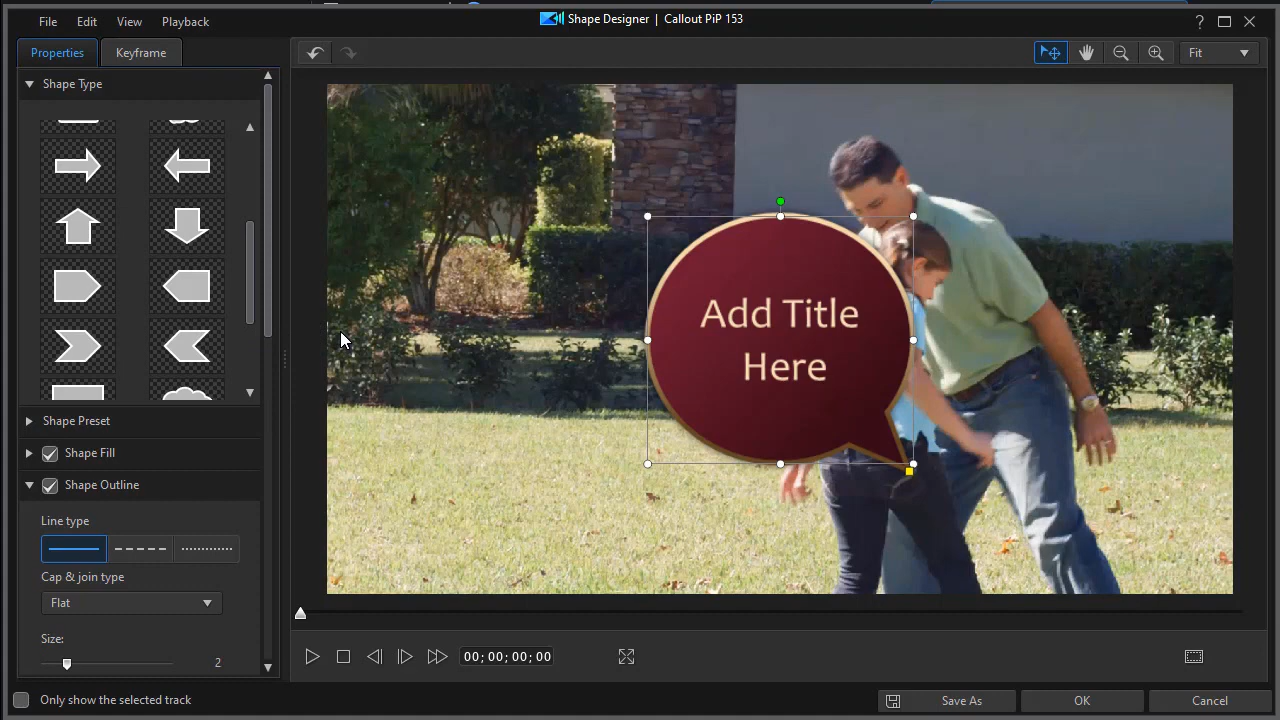 Shape Designer | Callout PiP 153
File Edit View Playback
?
Properties Keyframe
Fit
Shape Type
Add Title
Here
Shape Preset
Shape Fill
Shape Outline
Line type
Cap & join type
Flat
Size:
2
00; 00; 00; 00
Only show the selected track
Save As OK Cancel